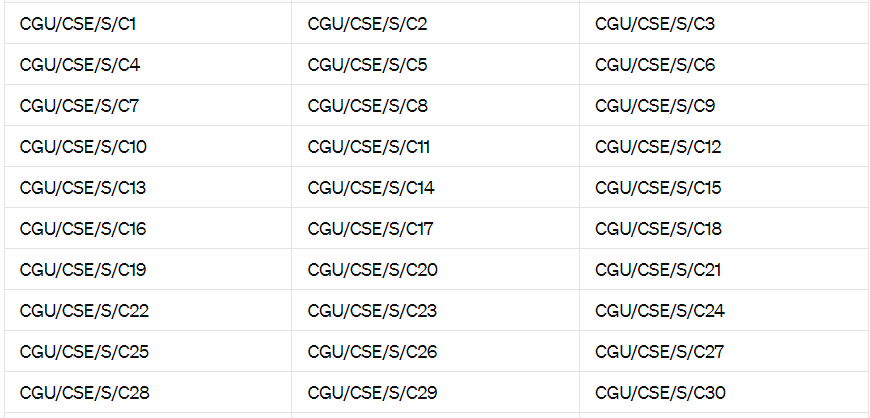 CGU/CSE/S/C1 CGU/CSE/S/C2 CGU/CSE/S/C3
CGU/CSE/S/C4 CGU/CSE/S/C5 CGU/CSE/S/C6
CGU/CSE/S/C7 CGU/CSE/S/C8 CGU/CSE/S/C9
CGU/CSE/S/C10 CGU/CSE/S/C11 CGU/CSE/S/C12
CGU/CSE/S/C13 CGU/CSE/S/C14 CGU/CSE/S/C15
CGU/CSE/S/C16 CGU/CSE/S/C17 CGU/CSE/S/C18
CGU/CSE/S/C19 CGU/CSE/S/C20 CGU/CSE/S/C21
CGU/CSE/S/C22 CGU/CSE/S/C23 CGU/CSE/S/C24
CGU/CSE/S/C25 CGU/CSE/S/C26 CGU/CSE/S/C27
CGU/CSE/S/C28 CGU/CSE/S/C29 CGU/CSE/S/C30